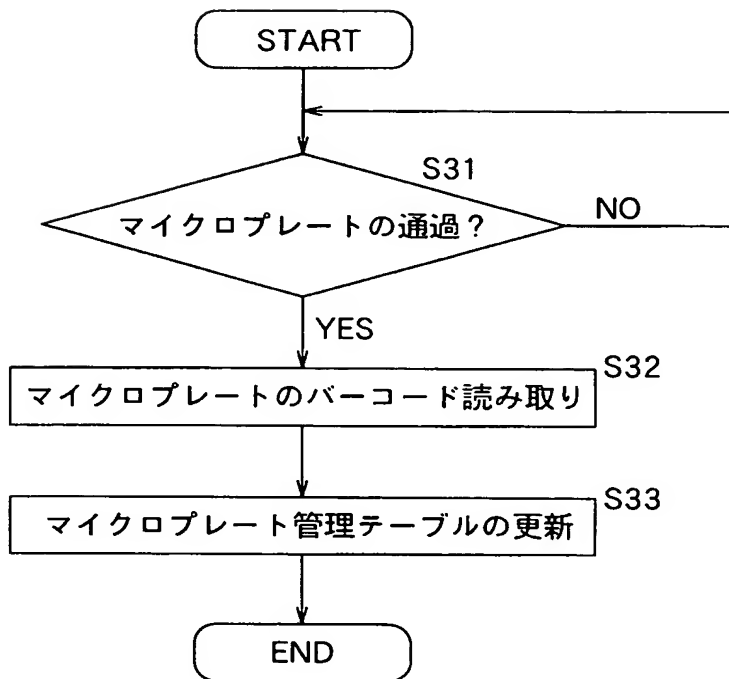 START
S31
マイクロプレートの通過?
NO
YES
S32
マイクロプレートのバーコード読み取り
S33
マイクロプレート管理テーブルの更新
END